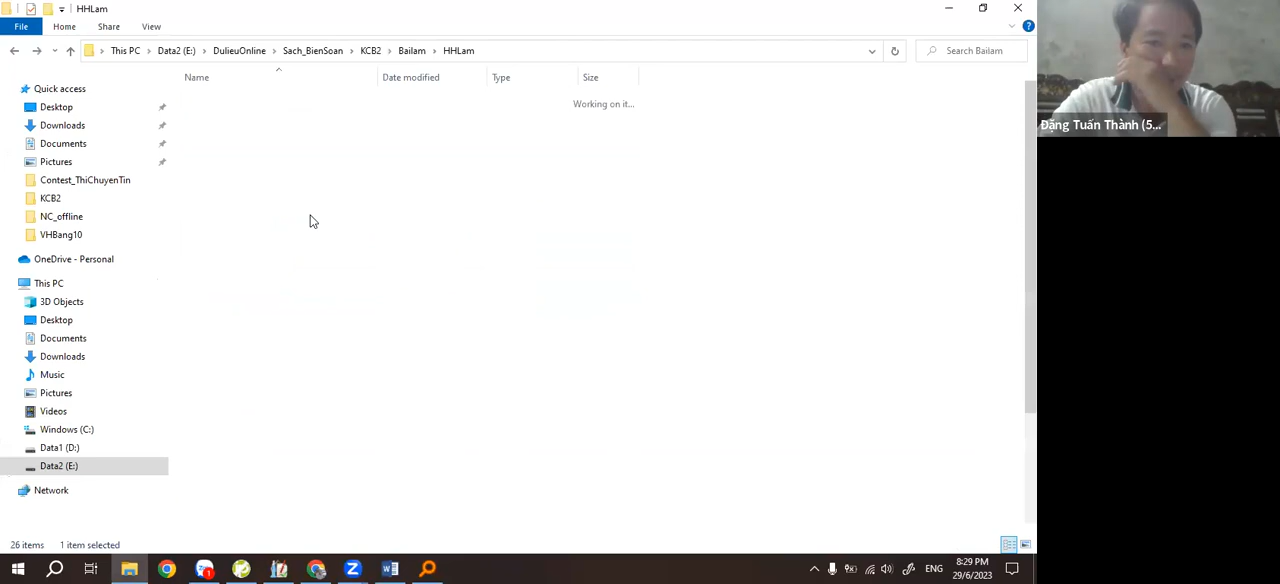 HHLam
File Home Share View
This PC Data2 (E:) DulieuOnline Sach_BienSoan KCB2 Bailam HHLam
Search Bailam
Name Date modified Type Size
Working on it...
Quick access
Desktop
Downloads
Documents
Pictures
Contest_ThiChuyenTin
KCB2
NC_offline
VHBang10
OneDrive - Personal
This PC
3D Objects
Desktop
Documents
Downloads
Music
Pictures
Videos
Windows (C:)
Data1 (D:)
Data2 (E:)
Network
26 items 1 item selected
Đặng Tuấn Thành (5...
ENG
8:29 PM
29/6/2023